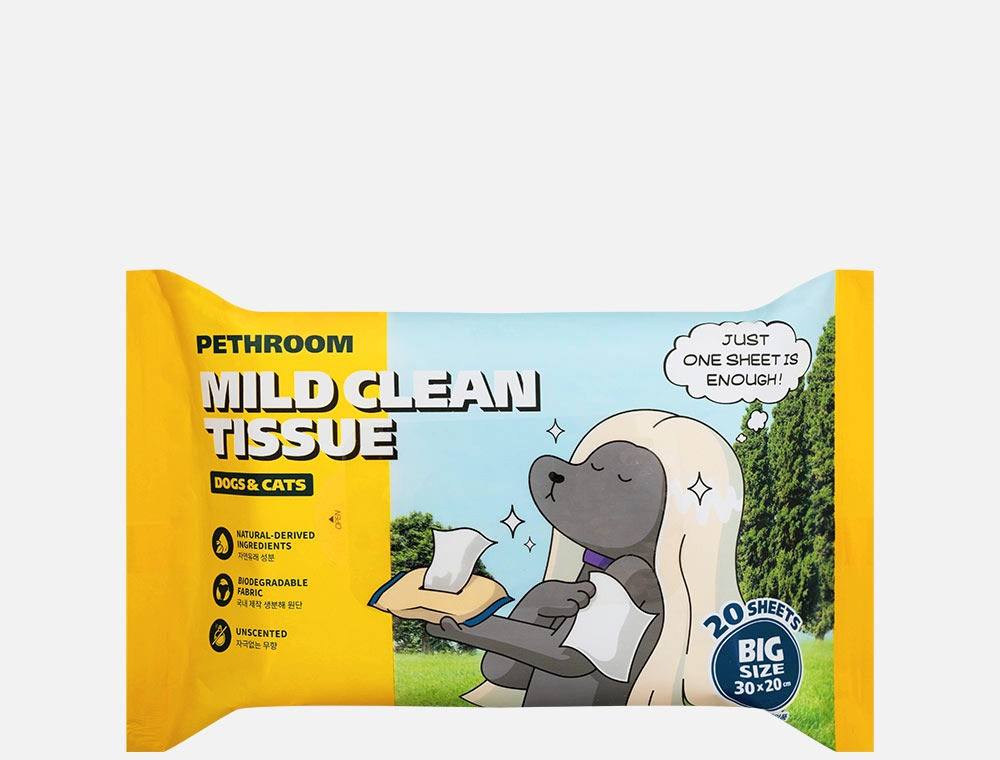 PETHROOM
MILD CLEAN
TISSUE
DOGS & CATS
OPEN
NATURAL-DERIVED
INGREDIENTS
자연유래 성분
BIODEGRADABLE
FABRIC
국내 제작 생분해 원단
UNSCENTED
자극없는 무향
JUST
ONE SHEET IS
ENOUGH!
20 SHEETS
BIG
SIZE
30x20cm